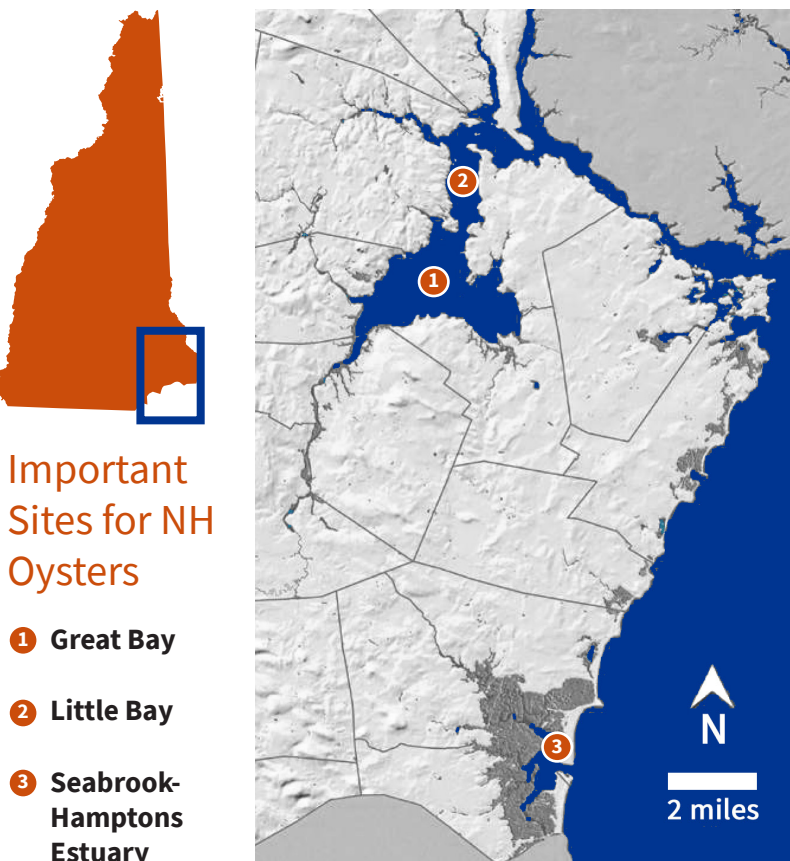 Important
Sites for NH
Oysters
1 Great Bay
2 Little Bay
3 Seabrook-
Hamptons
Estuary
2
1
3
N
2 miles